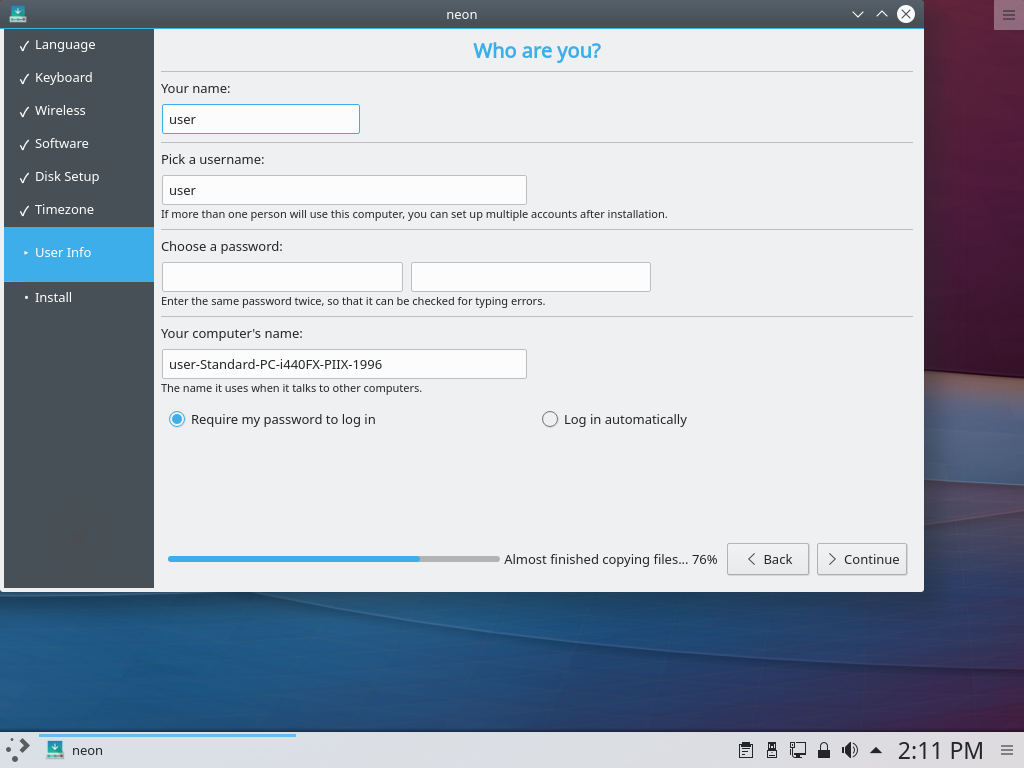 neon
Language
Keyboard
Wireless
Software
Disk Setup
Timezone
User Info
Install
Who are you?
Your name:
user
Pick a username:
user
If more than one person will use this computer, you can set up multiple accounts after installation.
Choose a password:
Enter the same password twice, so that it can be checked for typing errors.
Your computer's name:
user-Standard-PC-i440FX-PIIX-1996
The name it uses when it talks to other computers.
Require my password to log in
Log in automatically
Almost finished copying files... 76%
Back
Continue
neon
2:11 PM